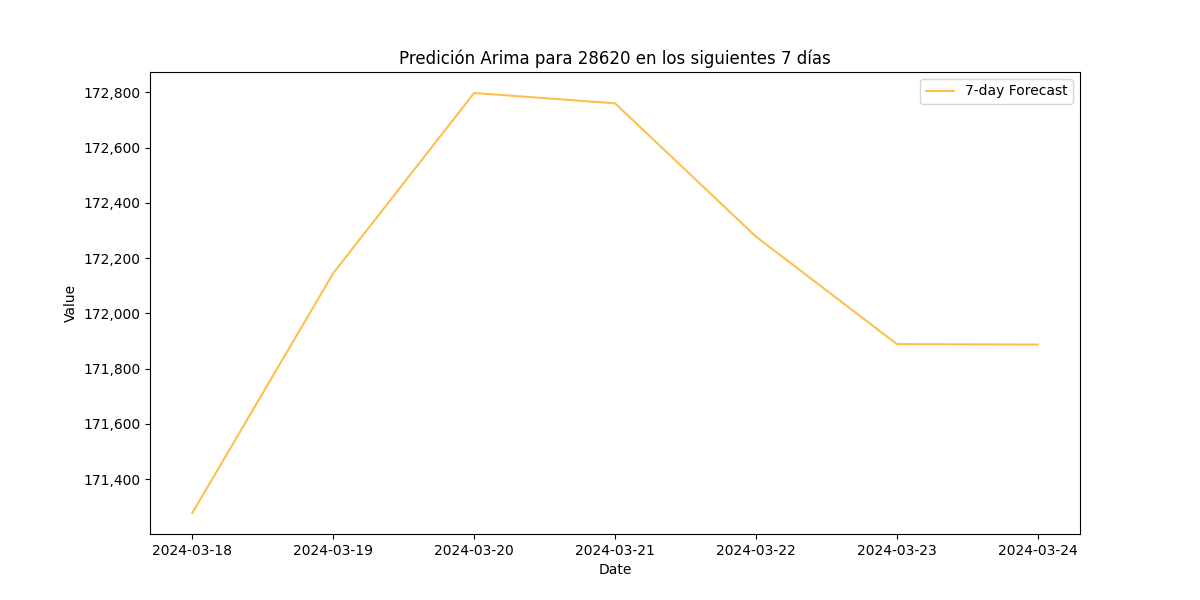 Predición Arima para 28620 en los siguientes 7 días
7-day Forecast
172,800
172,600
172,400
172,200
172,000
171,800
171,600
171,400
Value
2024-03-18 2024-03-19 2024-03-20 2024-03-21 2024-03-22 2024-03-23 2024-03-24
Date